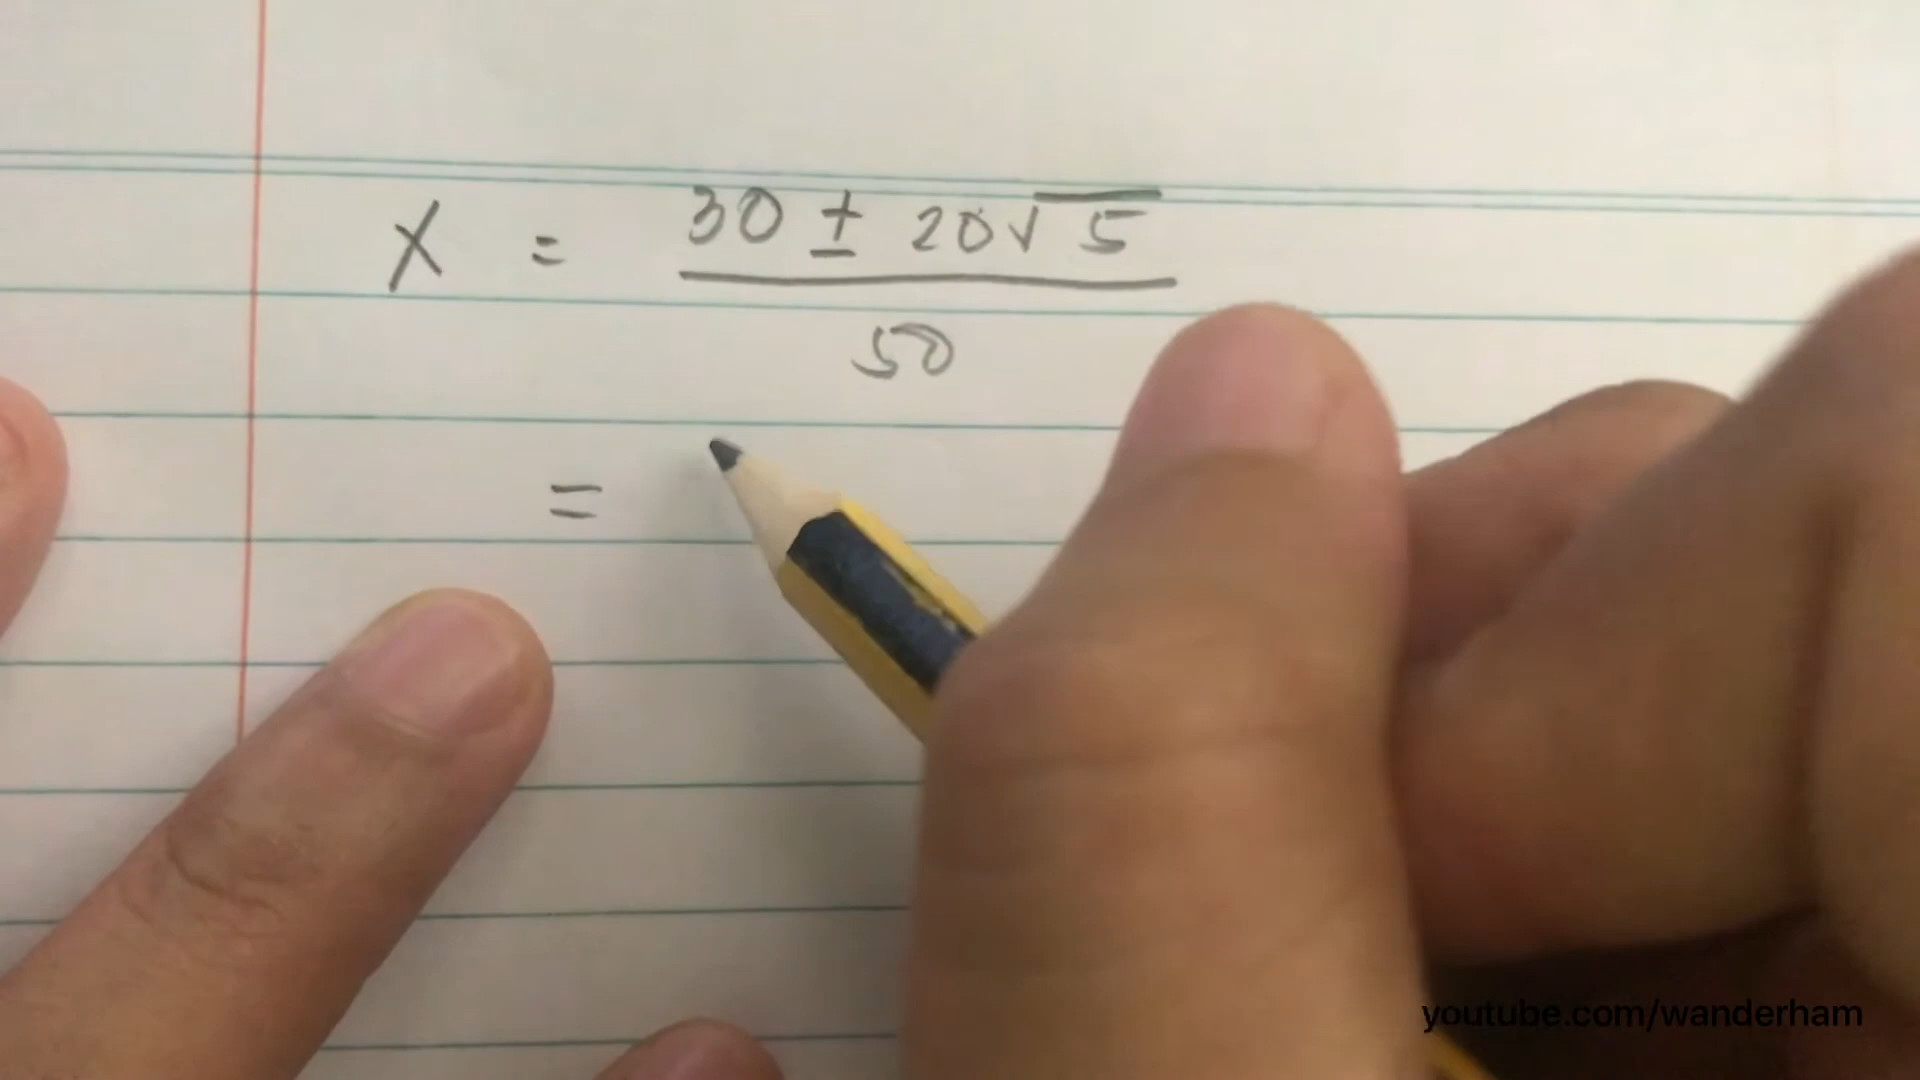 X = 30 ± 20√5
50
=
youtube.com/wanderham